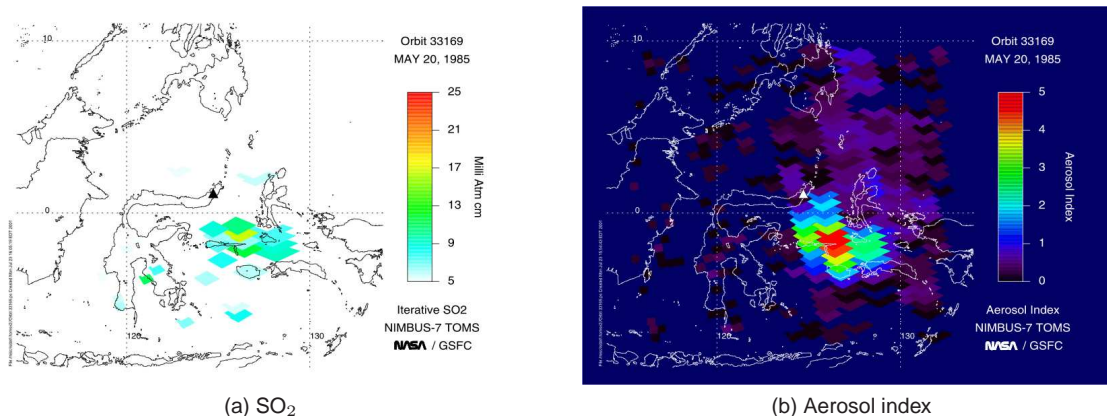 10
Orbit 33169
MAY 20, 1985
25
21
17
13
9
5
Milli Atm cm
0
120
130
Iterative SO2
NIMBUS-7 TOMS
NASA / GSFC
(a) SO₂
10
Orbit 33169
MAY 20, 1985
5
4
3
2
1
0
Aerosol Index
0
120
130
Aerosol Index
NIMBUS-7 TOMS
NASA / GSFC
(b) Aerosol index